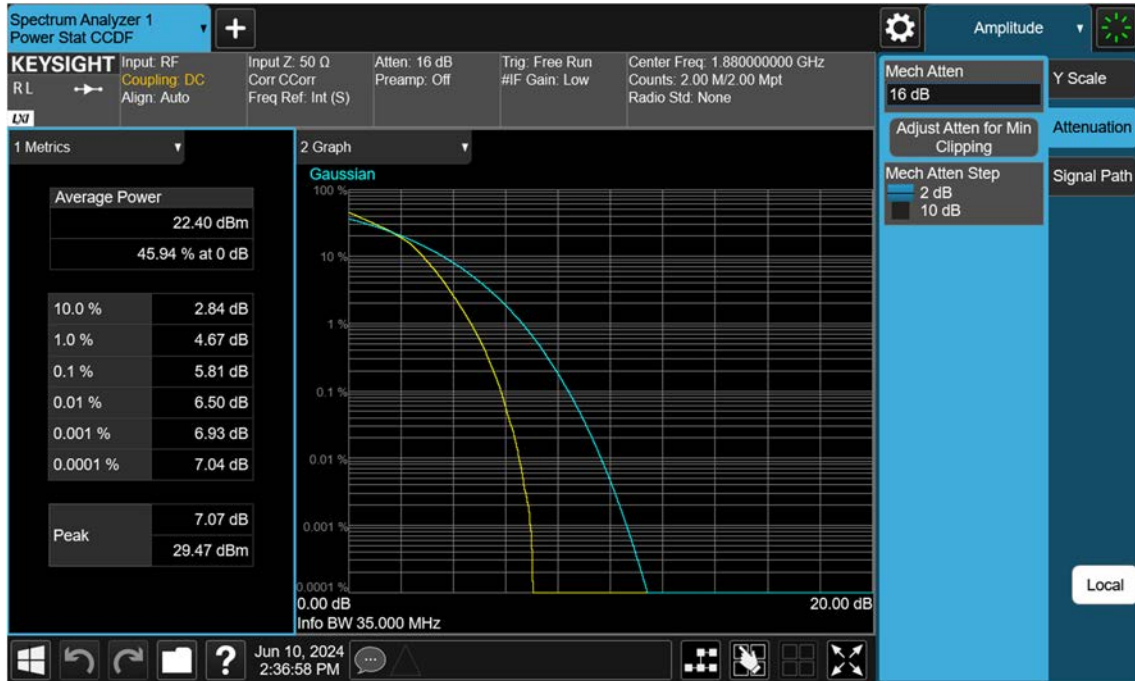 Spectrum Analyzer 1
Power Stat CCDF
Amplitude
KEYSIGHT
R L
LXI
Input: RF
Coupling: DC
Align: Auto
Input Z: 50 Ω
Corr CCorr
Freq Ref: Int (S)
Atten: 16 dB
Preamp: Off
Trig: Free Run
#IF Gain: Low
Center Freq: 1.880000000 GHz
Counts: 2.00 M/2.00 Mpt
Radio Std: None
Mech Atten
16 dB
Adjust Atten for Min
Clipping
Mech Atten Step
2 dB
10 dB
Y Scale
Attenuation
Signal Path
1 Metrics
Average Power
22.40 dBm
45.94 % at 0 dB
10.0 % 2.84 dB
1.0 % 4.67 dB
0.1 % 5.81 dB
0.01 % 6.50 dB
0.001 % 6.93 dB
0.0001 % 7.04 dB
Peak
7.07 dB
29.47 dBm
2 Graph
Gaussian
100 %
10 %
1 %
0.1 %
0.01 %
0.001 %
0.0001 %
0.00 dB 20.00 dB
Info BW 35.000 MHz
Local
?
Jun 10, 2024
2:36:58 PM